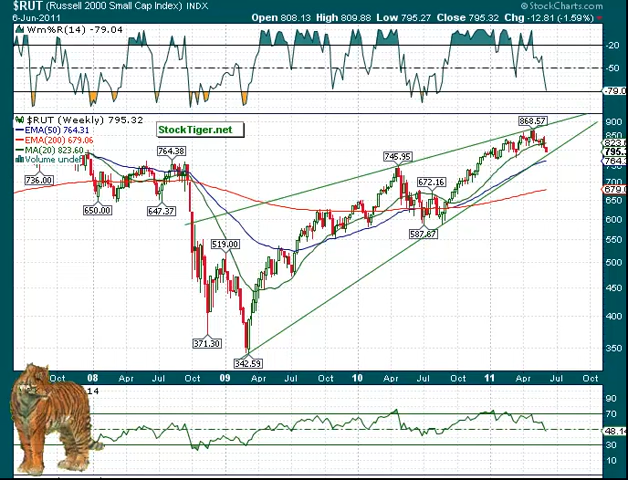 $RUT (Russell 2000 Small Cap Index) INDX
© StockCharts.com
6-Jun-2011
Open 808.13 High 809.88 Low 795.27 Close 795.32 Chg -12.81 (-1.59%)
Wm%R(14) -79.04
-20
-50
-79.0
$RUT (Weekly) 795.32
EMA(50) 764.31
EMA(200) 679.06
MA(20) 823.60
Volume undef
StockTiger.net
868.57
764.38
745.95
736.00
672.16
650.00
647.37
587.67
519.00
371.30
342.59
900
850
823.6
795.3
764.3
700
679.0
650
600
550
500
450
400
350
Oct 08 Apr Jul Oct 09 Apr Jul Oct 10 Apr Jul Oct 11 Apr Jul Oct
14
90
70
48.14
30
10